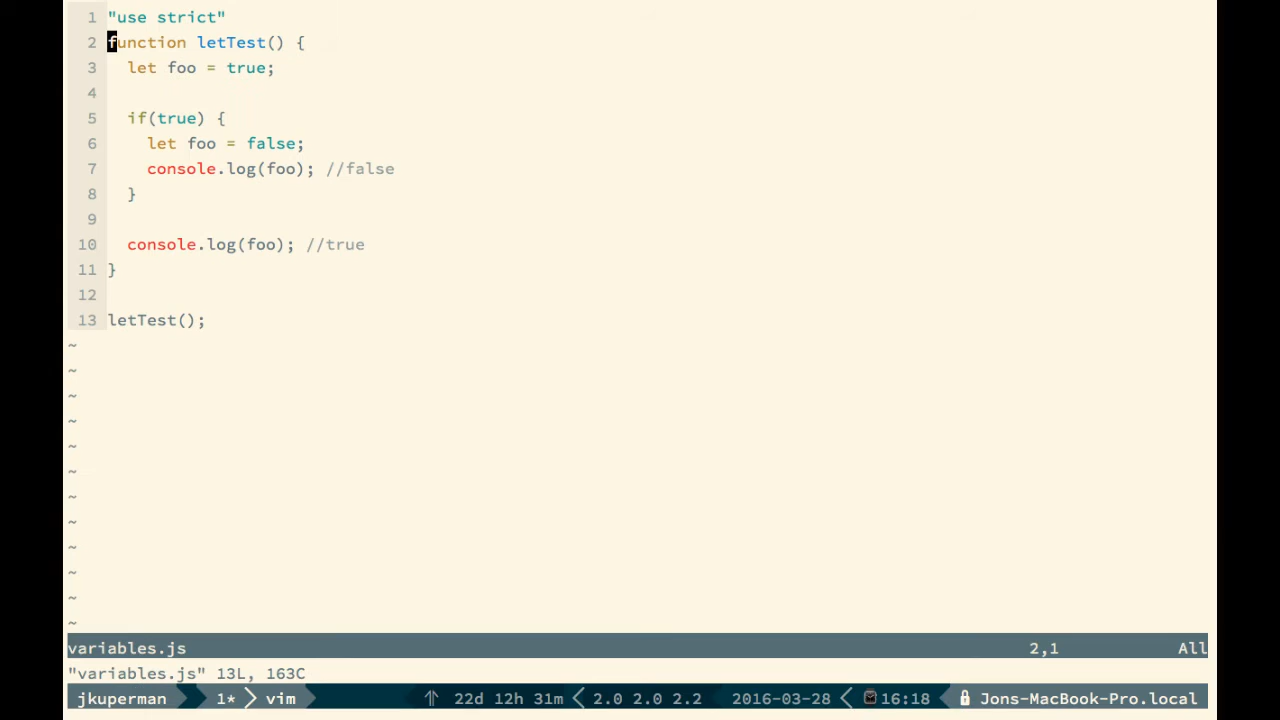 1 "use strict"
2 function letTest() {
3   let foo = true;
4
5   if(true) {
6     let foo = false;
7     console.log(foo); //false
8   }
9
10   console.log(foo); //true
11 }
12
13 letTest();
~
~
~
~
~
~
~
~
~
~
~
~
variables.js 2,1 All
"variables.js" 13L, 163C
jkuperman 1* vim 22d 12h 31m 2.0 2.0 2.2 2016-03-28 16:18 Jons-MacBook-Pro.local